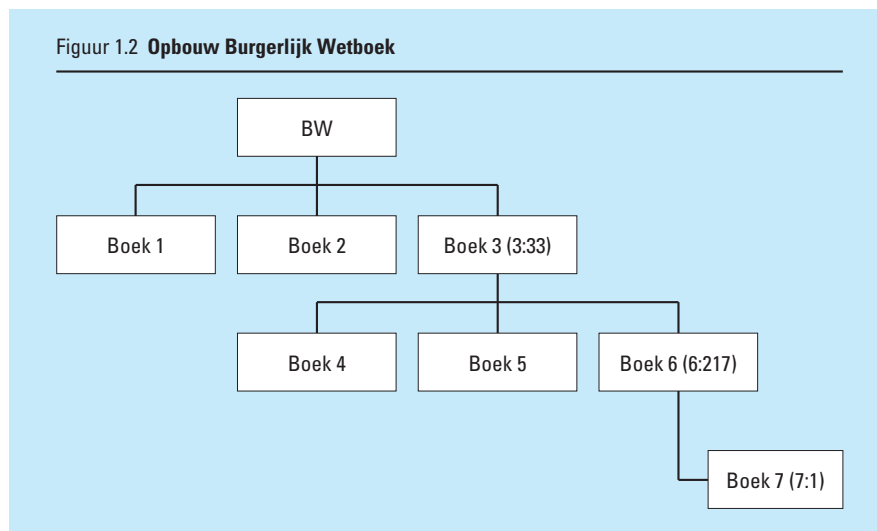 Figuur 1.2 Opbouw Burgerlijk Wetboek
BW
Boek 1
Boek 2
Boek 3 (3:33)
Boek 4
Boek 5
Boek 6 (6:217)
Boek 7 (7:1)